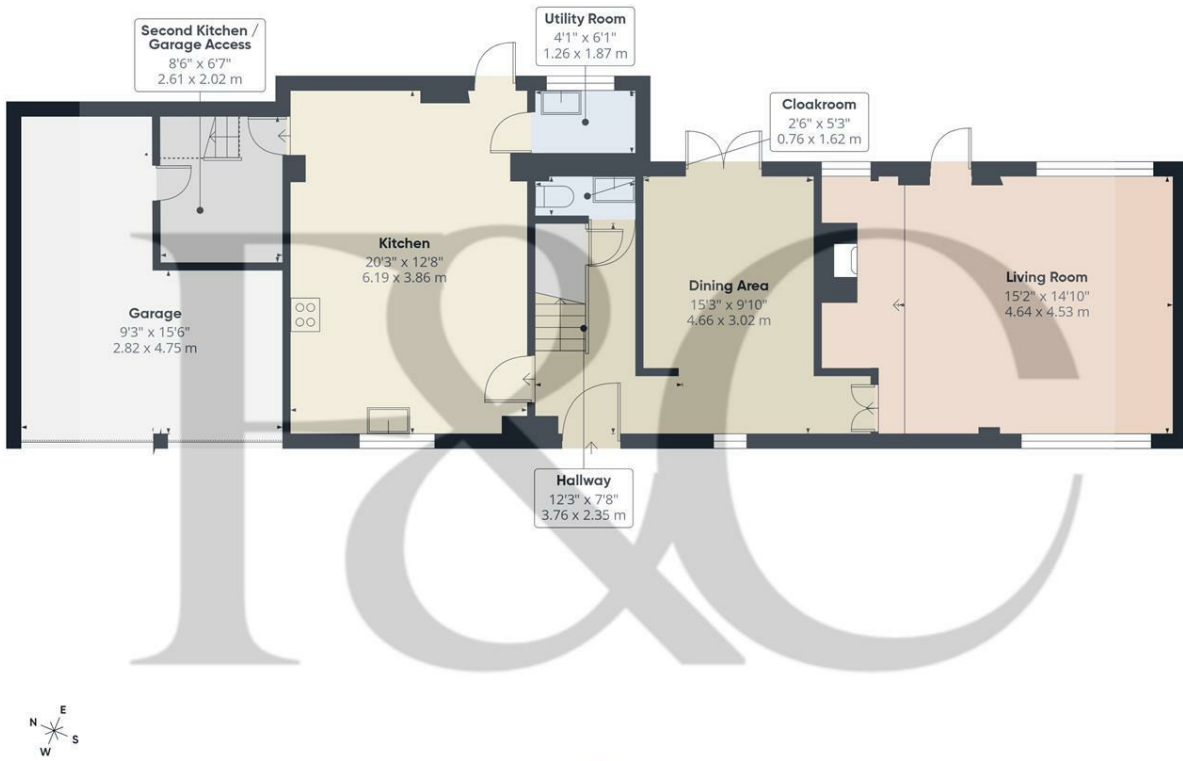 Second Kitchen /
Garage Access
8'6" x 6'7"
2.61 x 2.02 m
Utility Room
4'1" x 6'1"
1.26 x 1.87 m
Cloakroom
2'6" x 5'3"
0.76 x 1.62 m
Kitchen
20'3" x 12'8"
6.19 x 3.86 m
Dining Area
15'3" x 9'10"
4.66 x 3.02 m
Living Room
15'2" x 14'10"
4.64 x 4.53 m
Garage
9'3" x 15'6"
2.82 x 4.75 m
Hallway
12'3" x 7'8"
3.76 x 2.35 m
F&C
N E
W S